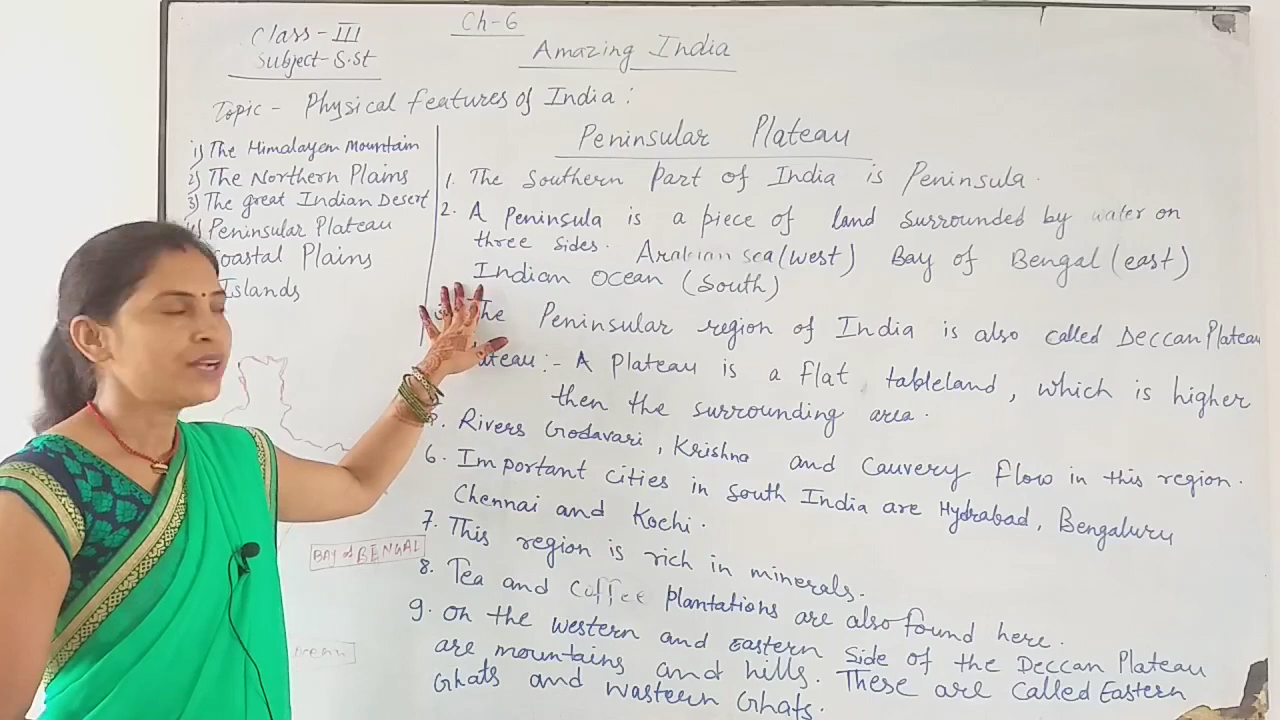 Class - III
Subject - S.st
Ch-6
Amazing India
Topic - Physical features of India :
1) The Himalayan Mountain
2) The Northern Plains
3) The great Indian Desert
4) Peninsular Plateau
Coastal Plains
Islands
Peninsular Plateau
1. The Southern Part of India is Peninsula.
2. A Peninsula is a piece of land surrounded by water on
three sides. Arabian sea (west) Bay of Bengal (east)
Indian Ocean (South)
The Peninsular region of India is also called Deccan Plateau
ateau :- A Plateau is a flat tableland, which is higher
then the surrounding area.
Rivers Godavari, Krishna and Cauvery flow in this region.
6. Important cities in South India are Hydrabad, Bengaluru
Chennai and Kochi.
7. This region is rich in minerals.
8. Tea and Coffee plantations are also found here.
9. On the western and Eastern Side of the Deccan Plateau
are mountains and hills. These are called Eastern
Ghats and Wastern Ghats.
BAY of BENGAL